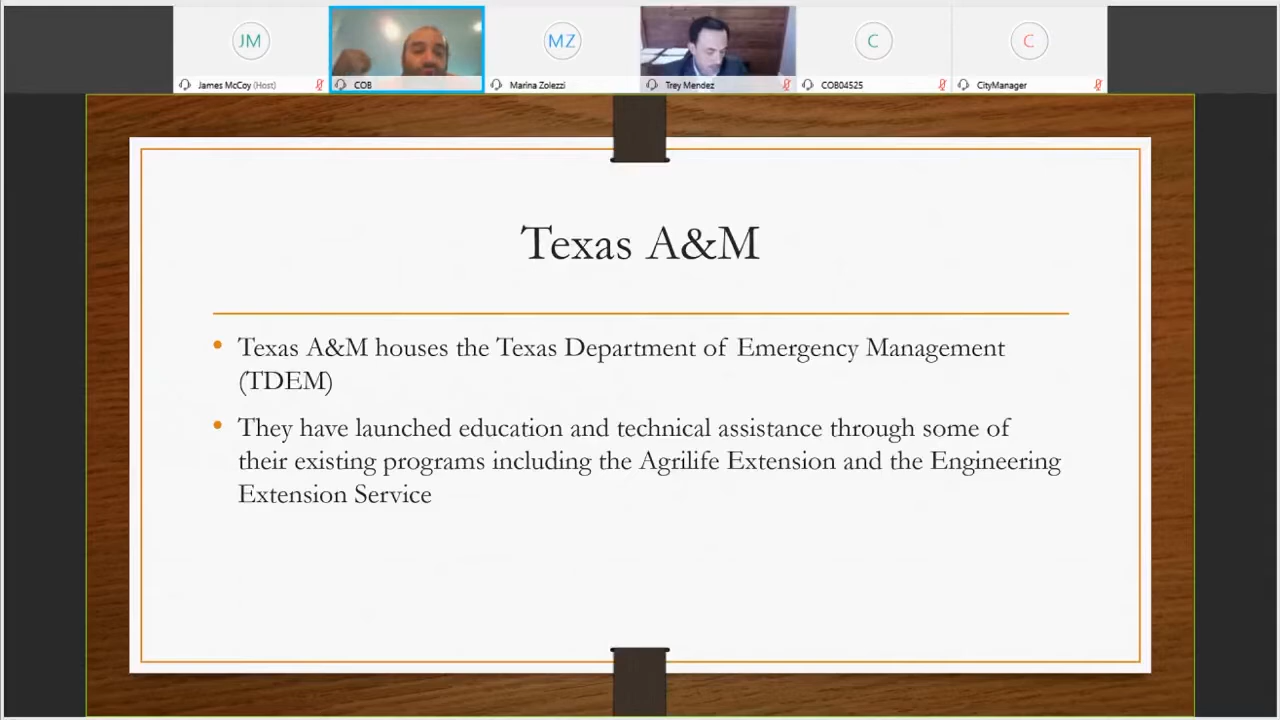 JM
MZ
C
C
James McCoy (Host)
COB
Marina Zolezzi
Trey Mendez
COB04525
CityManager
Texas A&M
• Texas A&M houses the Texas Department of Emergency Management
(TDEM)
• They have launched education and technical assistance through some of
their existing programs including the Agrilife Extension and the Engineering
Extension Service